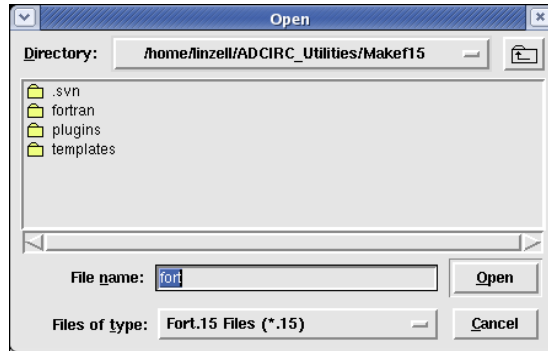 Open
Directory: /home/linzell/ADCIRC_Utilities/Makef15
.svn
fortran
plugins
templates
File name: fort Open
Files of type: Fort.15 Files (*.15) Cancel